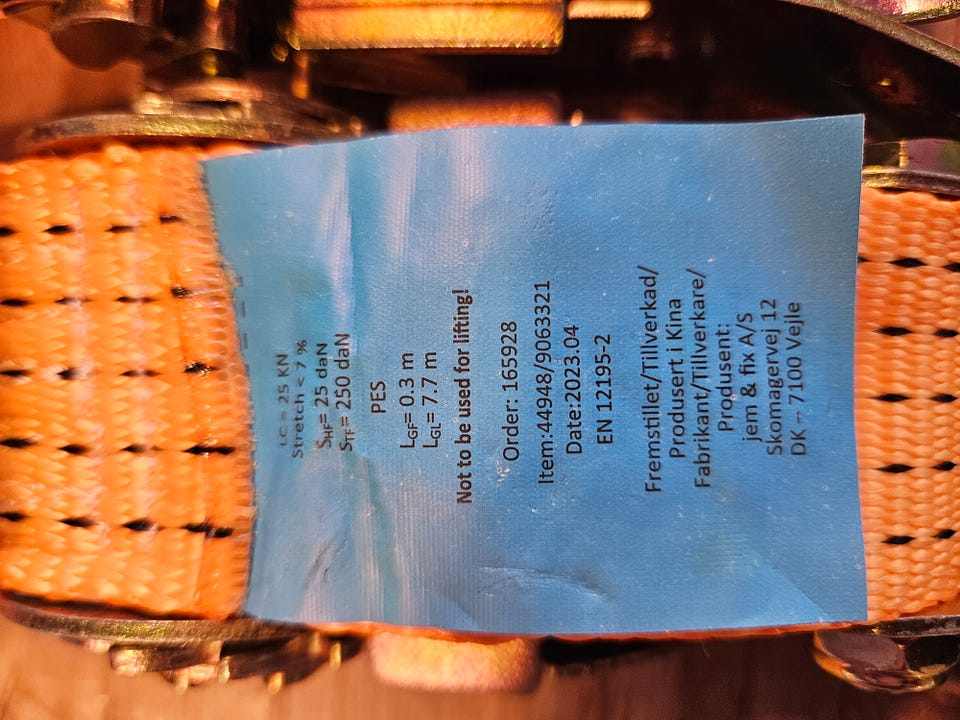 LC = 25 KN
Stretch < 7 %
SHF= 25 daN
STF= 250 daN
PES
LGF= 0.3 m
LGL= 7.7 m
Not to be used for lifting!
Order: 165928
Item:44948/9063321
Date:2023.04
EN 12195-2
Fremstillet/Tillverkad/
Produsert i Kina
Fabrikant/Tillverkare/
Produsent:
jem & fix A/S
Skomagervej 12
DK – 7100 Vejle